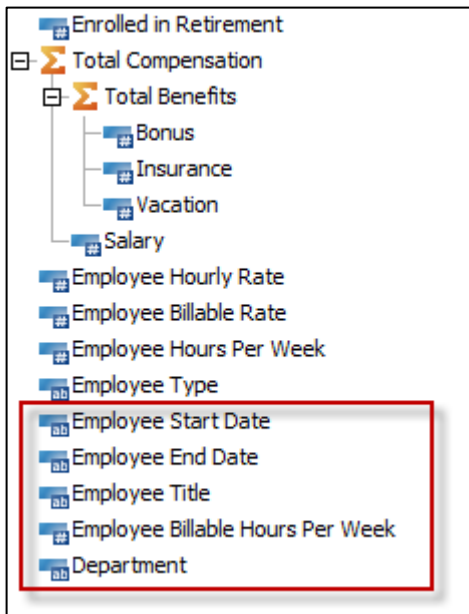 Enrolled in Retirement
Total Compensation
Total Benefits
Bonus
Insurance
Vacation
Salary
Employee Hourly Rate
Employee Billable Rate
Employee Hours Per Week
Employee Type
Employee Start Date
Employee End Date
Employee Title
Employee Billable Hours Per Week
Department